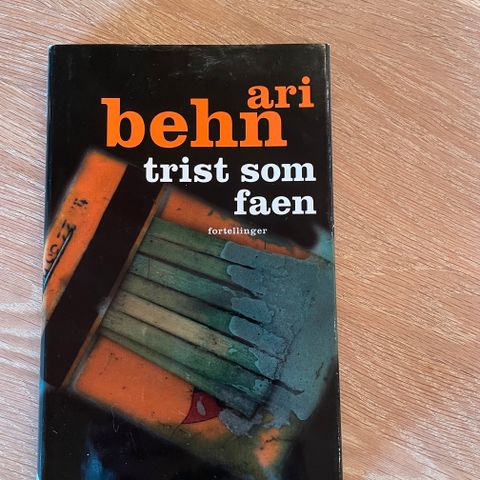 ari
behn
trist som
faen
fortellinger